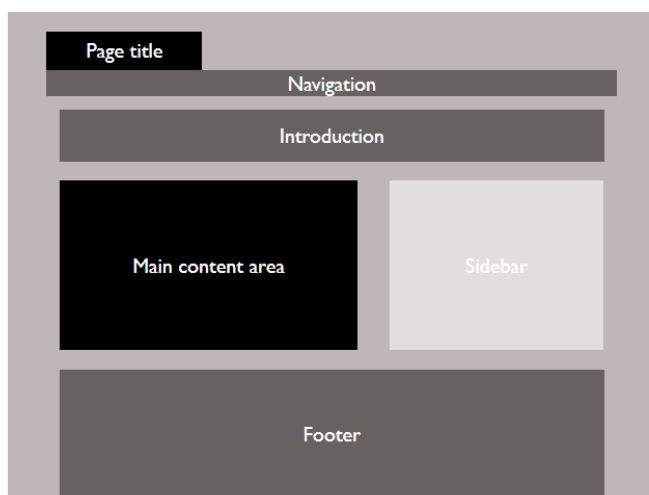 Page title
Navigation
Introduction
Main content area
Sidebar
Footer